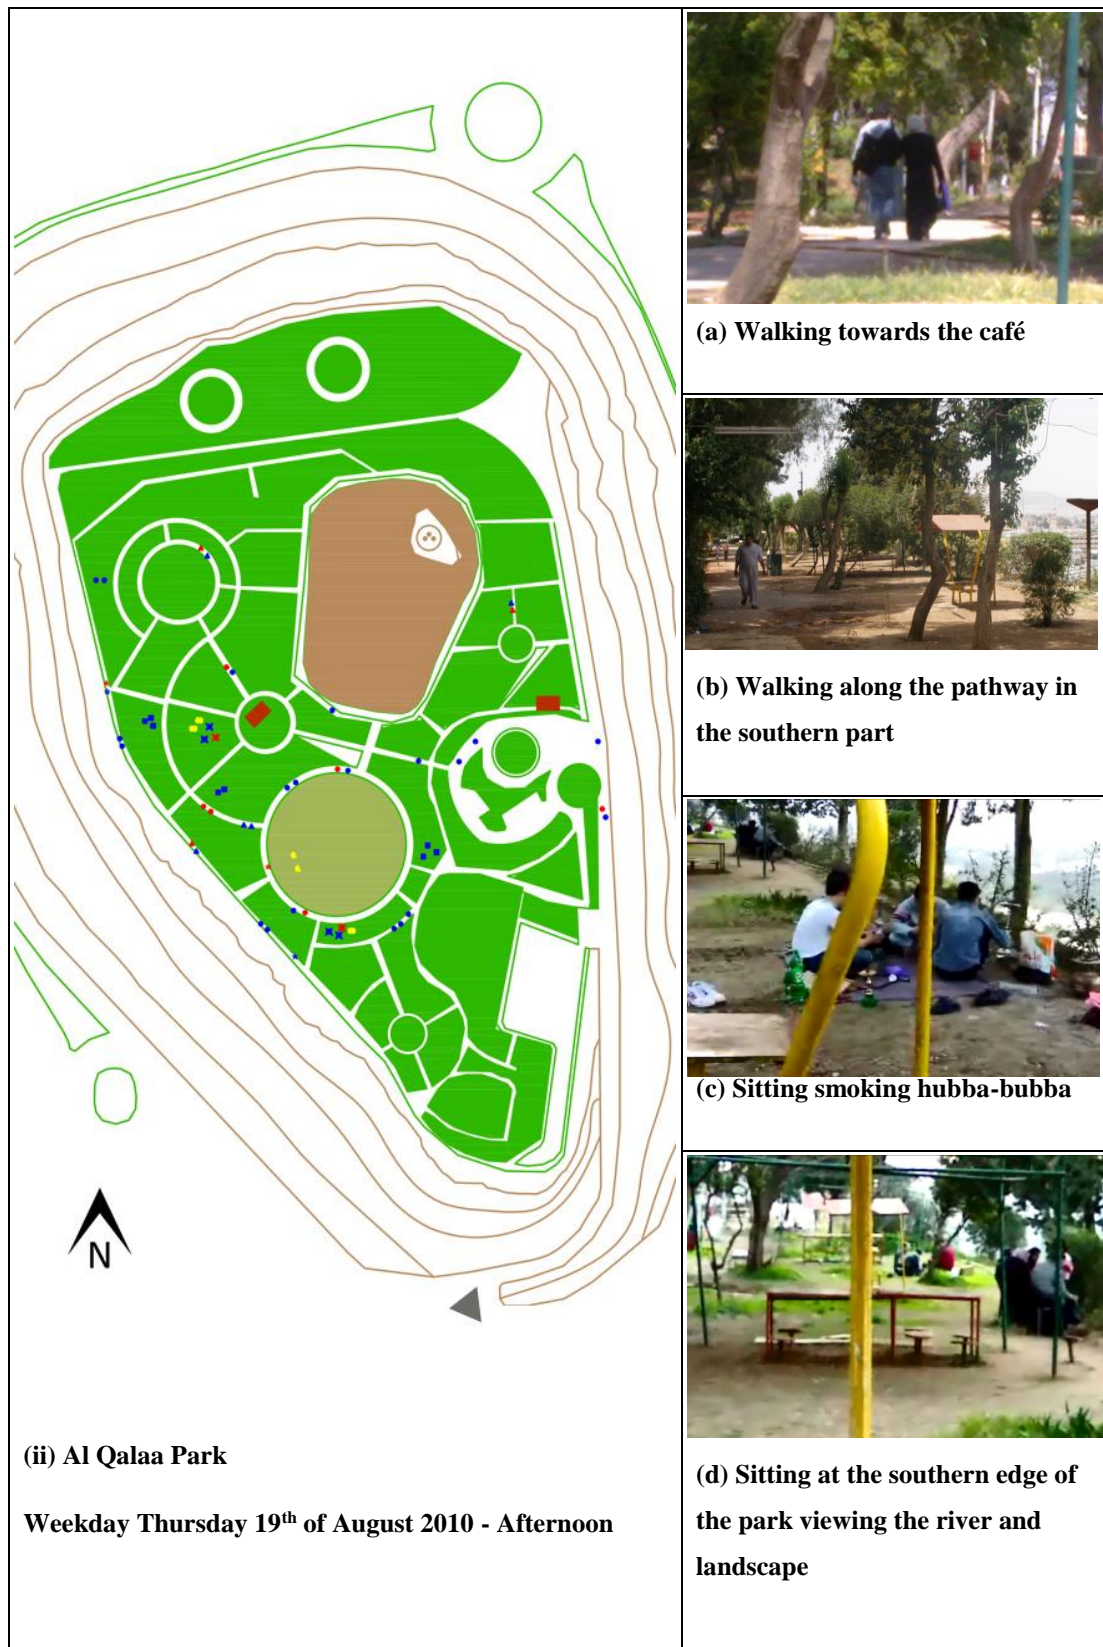 N
(ii) Al Qalaa Park
Weekday Thursday 19th of August 2010 - Afternoon
(a) Walking towards the café
(b) Walking along the pathway in
the southern part
(c) Sitting smoking hubba-bubba
(d) Sitting at the southern edge of
the park viewing the river and
landscape